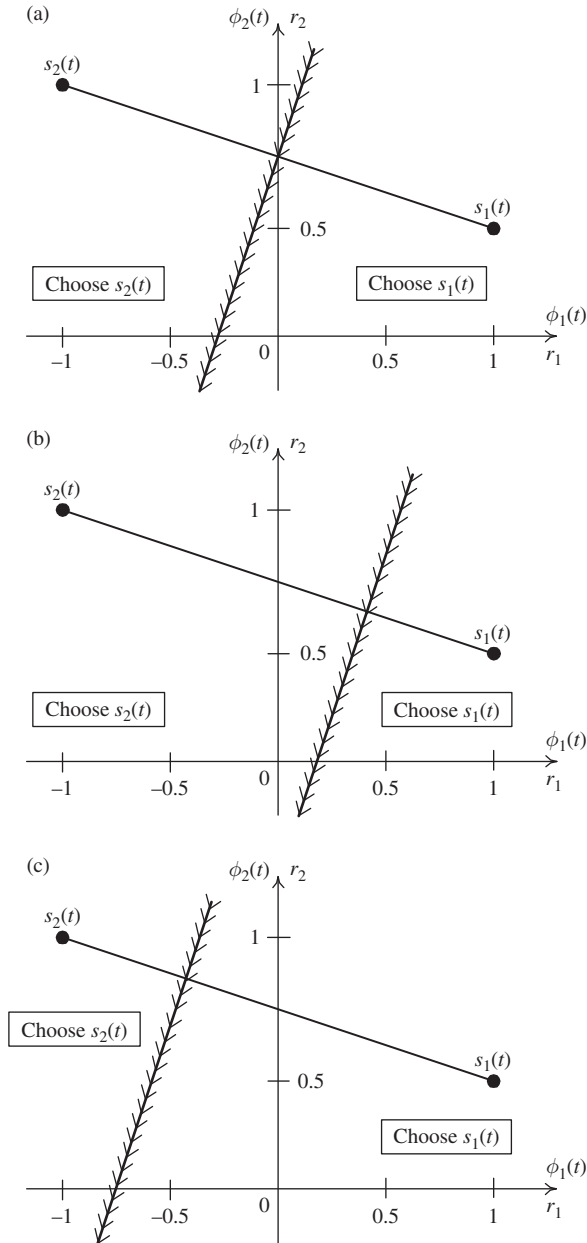 (a)
ϕ₂(t) r₂
s₂(t)
1
s₁(t)
0.5
Choose s₂(t) Choose s₁(t)
ϕ₁(t)
–1 –0.5 0 0.5 1 r₁
(b)
ϕ₂(t) r₂
s₂(t)
1
s₁(t)
0.5
Choose s₂(t) Choose s₁(t)
ϕ₁(t)
–1 –0.5 0 0.5 1 r₁
(c)
ϕ₂(t) r₂
s₂(t)
1
Choose s₂(t)
s₁(t)
0.5
Choose s₁(t)
ϕ₁(t)
–1 –0.5 0 0.5 1 r₁